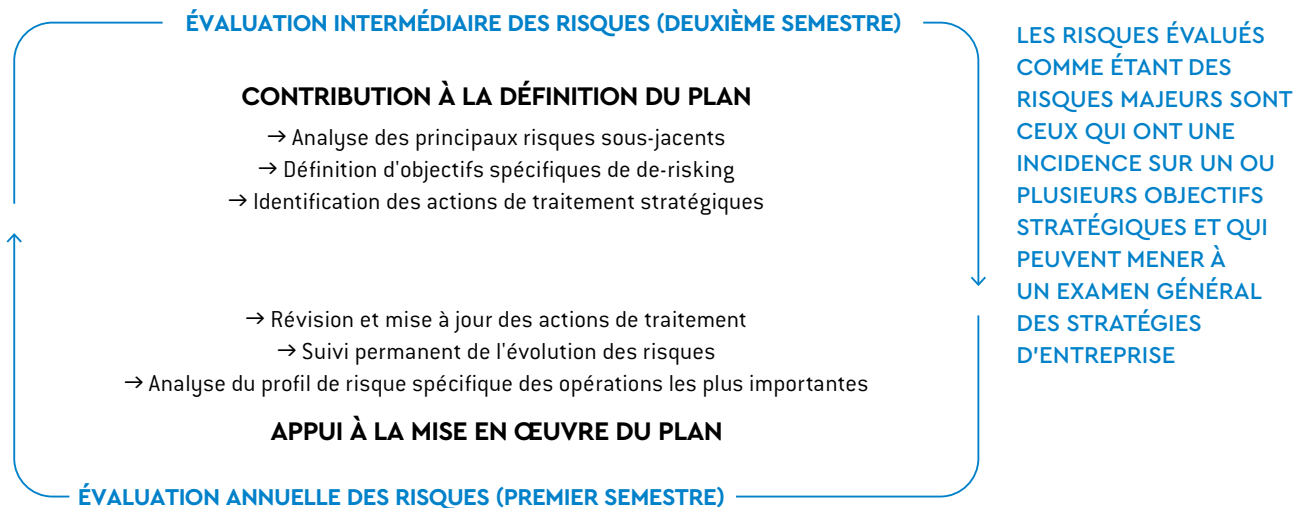 ÉVALUATION INTERMÉDIAIRE DES RISQUES (DEUXIÈME SEMESTRE)
CONTRIBUTION À LA DÉFINITION DU PLAN
→ Analyse des principaux risques sous-jacents
→ Définition d'objectifs spécifiques de de-risking
→ Identification des actions de traitement stratégiques
→ Révision et mise à jour des actions de traitement
→ Suivi permanent de l'évolution des risques
→ Analyse du profil de risque spécifique des opérations les plus importantes
APPUI À LA MISE EN ŒUVRE DU PLAN
ÉVALUATION ANNUELLE DES RISQUES (PREMIER SEMESTRE)
LES RISQUES ÉVALUÉS
COMME ÉTANT DES
RISQUES MAJEURS SONT
CEUX QUI ONT UNE
INCIDENCE SUR UN OU
PLUSIEURS OBJECTIFS
STRATÉGIQUES ET QUI
PEUVENT MENER À
UN EXAMEN GÉNÉRAL
DES STRATÉGIES
D'ENTREPRISE